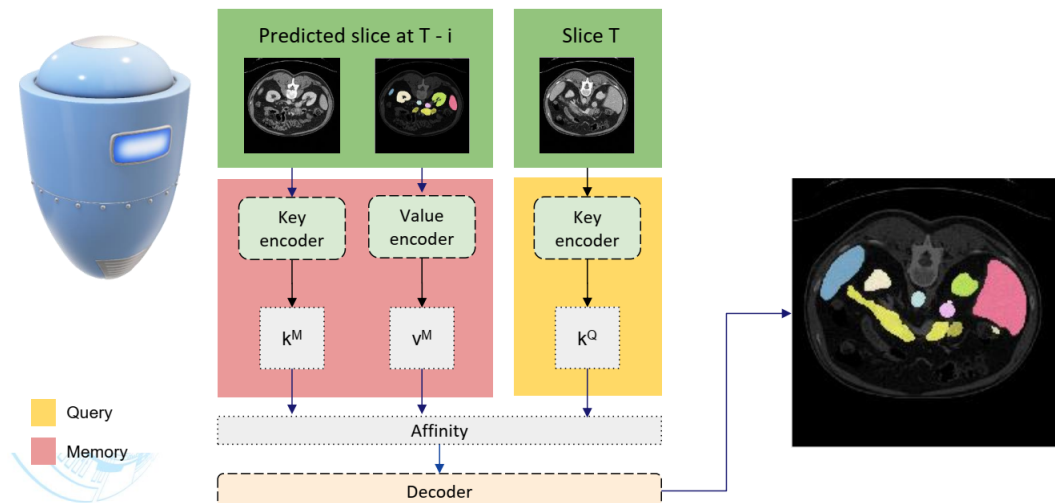 Predicted slice at T - i
Slice T
Key
encoder
Value
encoder
Key
encoder
k^M
v^M
k^Q
Query
Memory
Affinity
Decoder